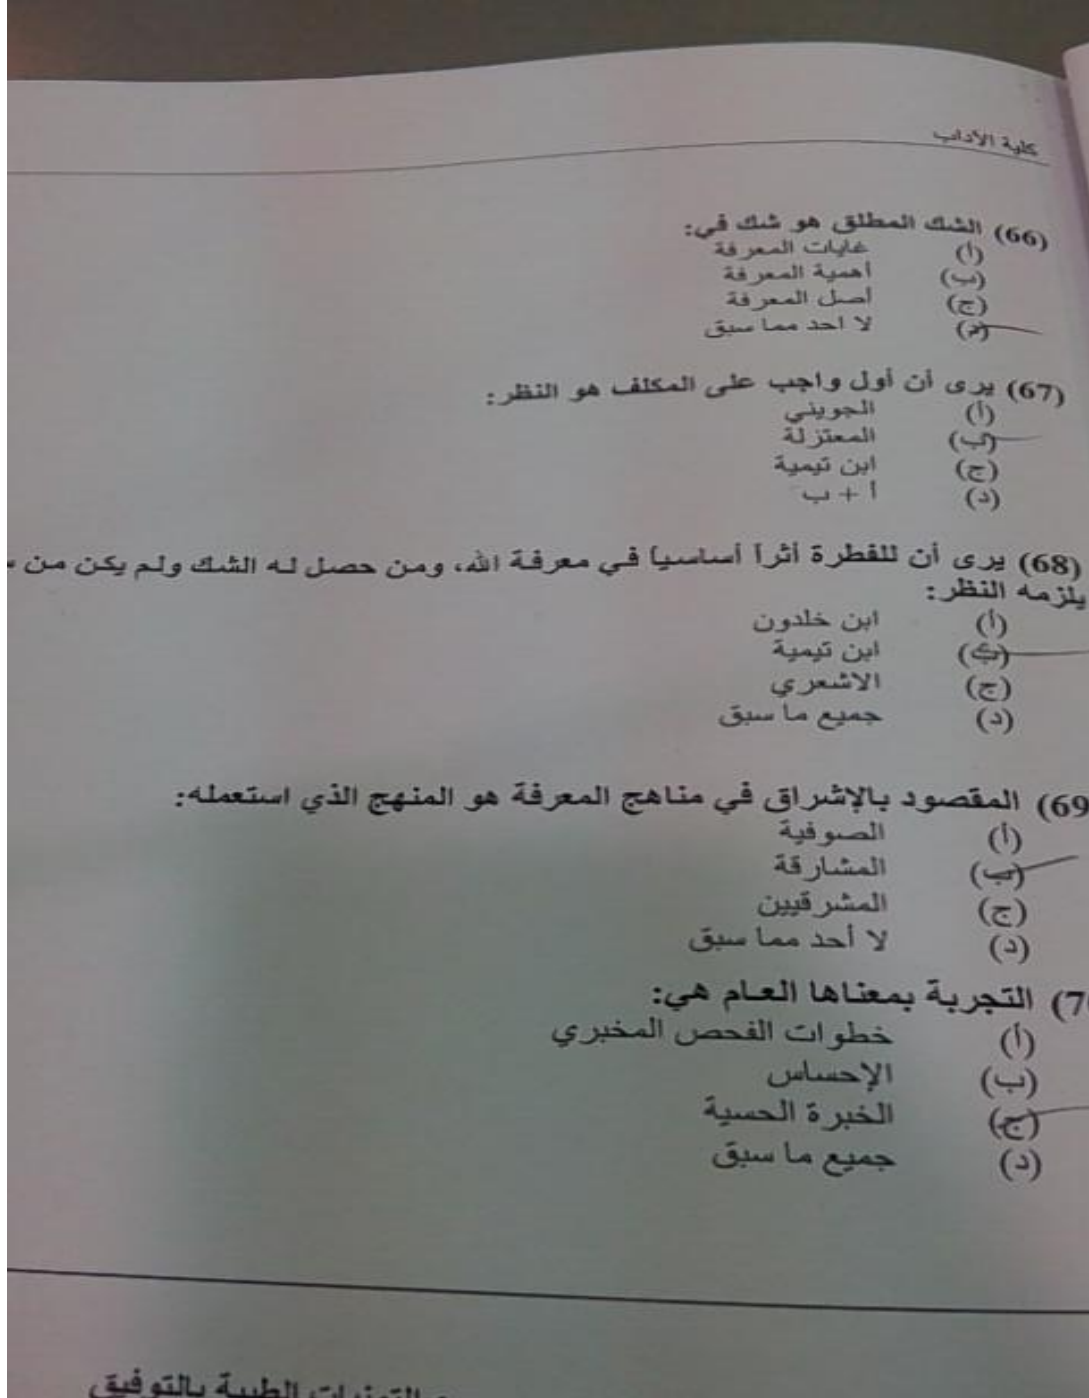 كلية الآداب
(66) الشك المطلق هو شك في:
(أ) غايات المعرفة
(ب) أهمية المعرفة
(ج) أصل المعرفة
(د) لا احد مما سبق
(67) يرى أن أول واجب على المكلف هو النظر:
(أ) الجويني
(ب) المعتزلة
(ج) ابن تيمية
(د) أ + ب
(68) يرى أن للفطرة أثراً أساسياً في معرفة الله، ومن حصل له الشك ولم يكن من
يلزمه النظر:
(أ) ابن خلدون
(ب) ابن تيمية
(ج) الاشعري
(د) جميع ما سبق
69) المقصود بالإشراق في مناهج المعرفة هو المنهج الذي استعمله:
(أ) الصوفية
(ب) المشارقة
(ج) المشرقيين
(د) لا أحد مما سبق
7) التجربة بمعناها العام هي:
(أ) خطوات الفحص المخبري
(ب) الإحساس
(ج) الخبرة الحسية
(د) جميع ما سبق
التمنيات الطيبة بالتوفيق